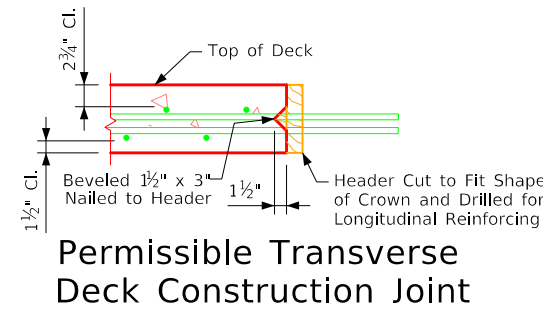 2¾" Cl.
Top of Deck
1½" Cl.
Beveled 1½" x 3"
Nailed to Header
1½"
Header Cut to Fit Shape
of Crown and Drilled for
Longitudinal Reinforcing
Permissible Transverse
Deck Construction Joint